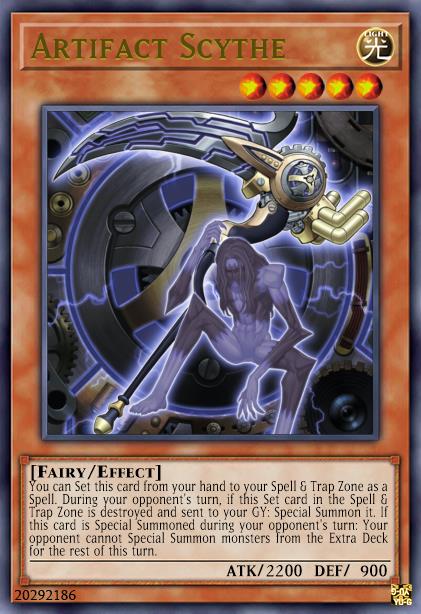 Artifact Scythe
LIGHT
光
[Fairy/Effect]
You can Set this card from your hand to your Spell & Trap Zone as a
Spell. During your opponent's turn, if this Set card in the Spell &
Trap Zone is destroyed and sent to your GY: Special Summon it. If
this card is Special Summoned during your opponent's turn: Your
opponent cannot Special Summon monsters from the Extra Deck
for the rest of this turn.
ATK/2200 DEF/ 900
20292186